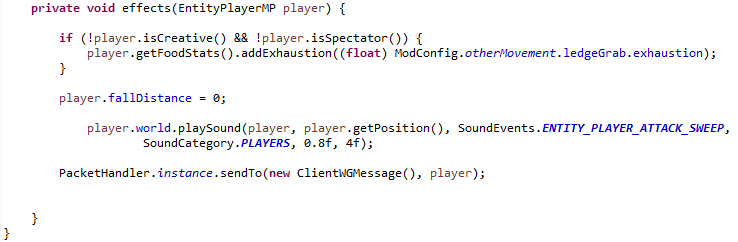 private void effects(EntityPlayerMP player) {
if (!player.isCreative() && !player.isSpectator()) {
player.getFoodStats().addExhaustion((float) ModConfig.otherMovement.ledgeGrab.exhaustion);
}
player.fallDistance = 0;
player.world.playSound(player, player.getPosition(), SoundEvents.ENTITY_PLAYER_ATTACK_SWEEP,
SoundCategory.PLAYERS, 0.8f, 4f);
PacketHandler.instance.sendTo(new ClientWGMessage(), player);
}
}